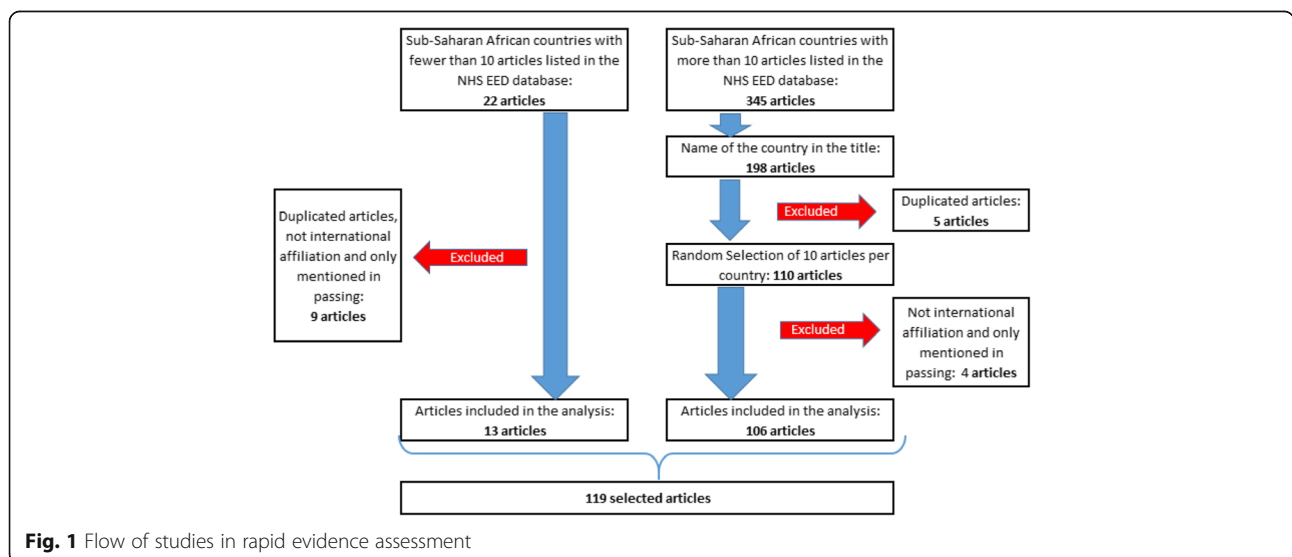 Sub-Saharan African countries with
fewer than 10 articles listed in the
NHS EED database:
22 articles
Sub-Saharan African countries with
more than 10 articles listed in the
NHS EED database:
345 articles
Name of the country in the title:
198 articles
Duplicated articles,
not international
affiliation and only
mentioned in
passing:
9 articles
Excluded
Excluded
Duplicated articles:
5 articles
Random Selection of 10 articles per
country: 110 articles
Excluded
Not international
affiliation and only
mentioned in
passing: 4 articles
Articles included in the analysis:
13 articles
Articles included in the analysis:
106 articles
119 selected articles
Fig. 1 Flow of studies in rapid evidence assessment